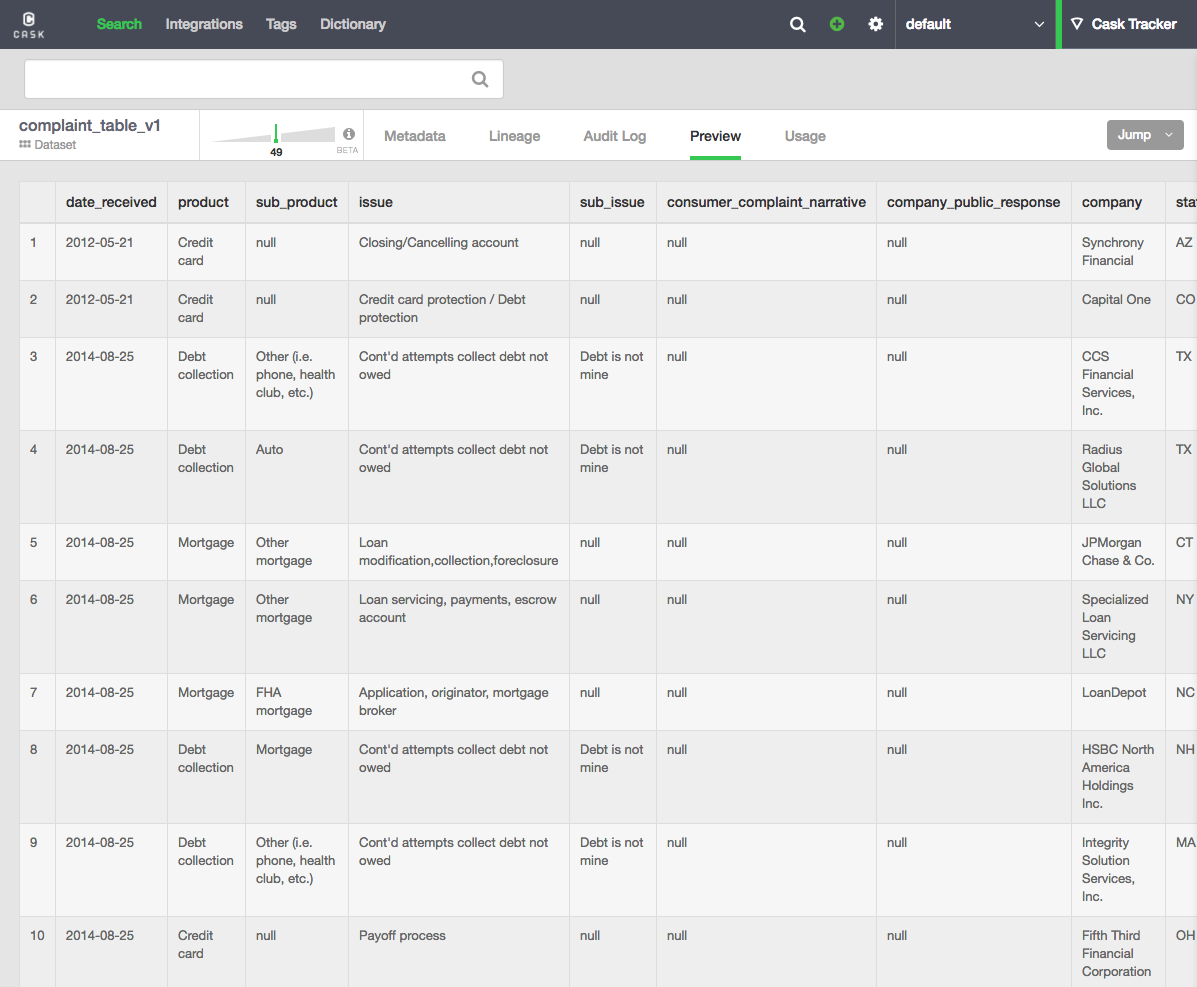 CASK Search Integrations Tags Dictionary default Cask Tracker
complaint_table_v1
Dataset
49
BETA
Metadata Lineage Audit Log Preview Usage Jump
date_received product sub_product issue sub_issue consumer_complaint_narrative company_public_response company sta
1 2012-05-21 Credit null Closing/Cancelling account null null null Synchrony AZ
card Financial
2 2012-05-21 Credit null Credit card protection / Debt null null null Capital One CO
card protection
3 2014-08-25 Debt Other (i.e. Cont'd attempts collect debt not Debt is not null null CCS TX
collection phone, health owed mine Financial
club, etc.) Services,
Inc.
4 2014-08-25 Debt Auto Cont'd attempts collect debt not Debt is not null null Radius TX
collection owed mine Global
Solutions
LLC
5 2014-08-25 Mortgage Other Loan null null null JPMorgan CT
mortgage modification,collection,foreclosure Chase & Co.
6 2014-08-25 Mortgage Other Loan servicing, payments, escrow null null null Specialized NY
mortgage account Loan
Servicing
LLC
7 2014-08-25 Mortgage FHA Application, originator, mortgage null null null LoanDepot NC
mortgage broker
8 2014-08-25 Debt Mortgage Cont'd attempts collect debt not Debt is not null null HSBC North NH
collection owed mine America
Holdings
Inc.
9 2014-08-25 Debt Other (i.e. Cont'd attempts collect debt not Debt is not null null Integrity MA
collection phone, health owed mine Solution
club, etc.) Services,
Inc.
10 2014-08-25 Credit null Payoff process null null null Fifth Third OH
card Financial
Corporation